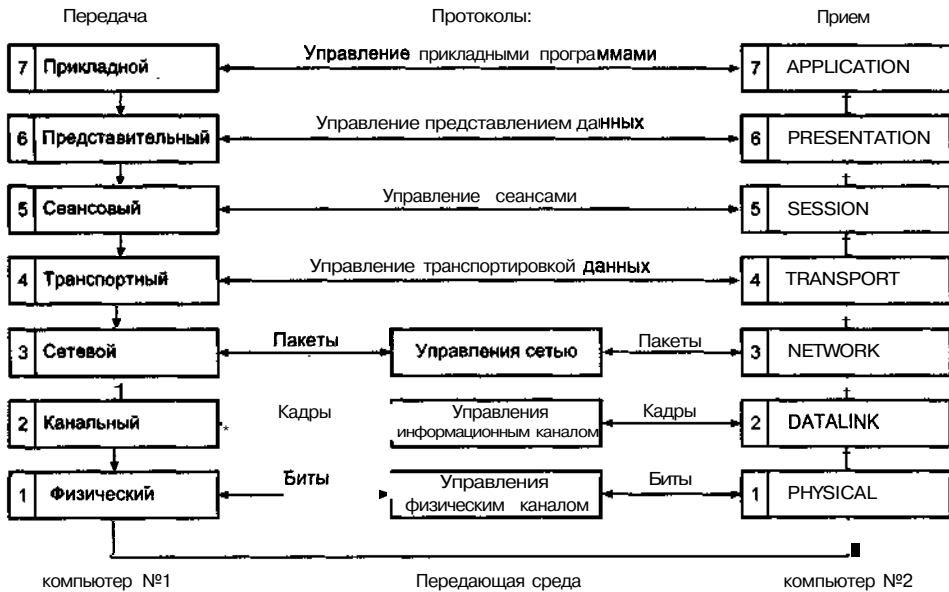 Передача Протоколы: Прием
7 Прикладной Управление прикладными программами 7 APPLICATION
6 Представительный Управление представлением данных 6 PRESENTATION
5 Сеансовый Управление сеансами 5 SESSION
4 Транспортный Управление транспортировкой данных 4 TRANSPORT
3 Сетевой Пакеты Управления сетью Пакеты 3 NETWORK
2 Канальный Кадры Управления информационным каналом Кадры 2 DATALINK
1 Физический Биты Управления физическим каналом Биты 1 PHYSICAL
компьютер №1 Передающая среда компьютер №2